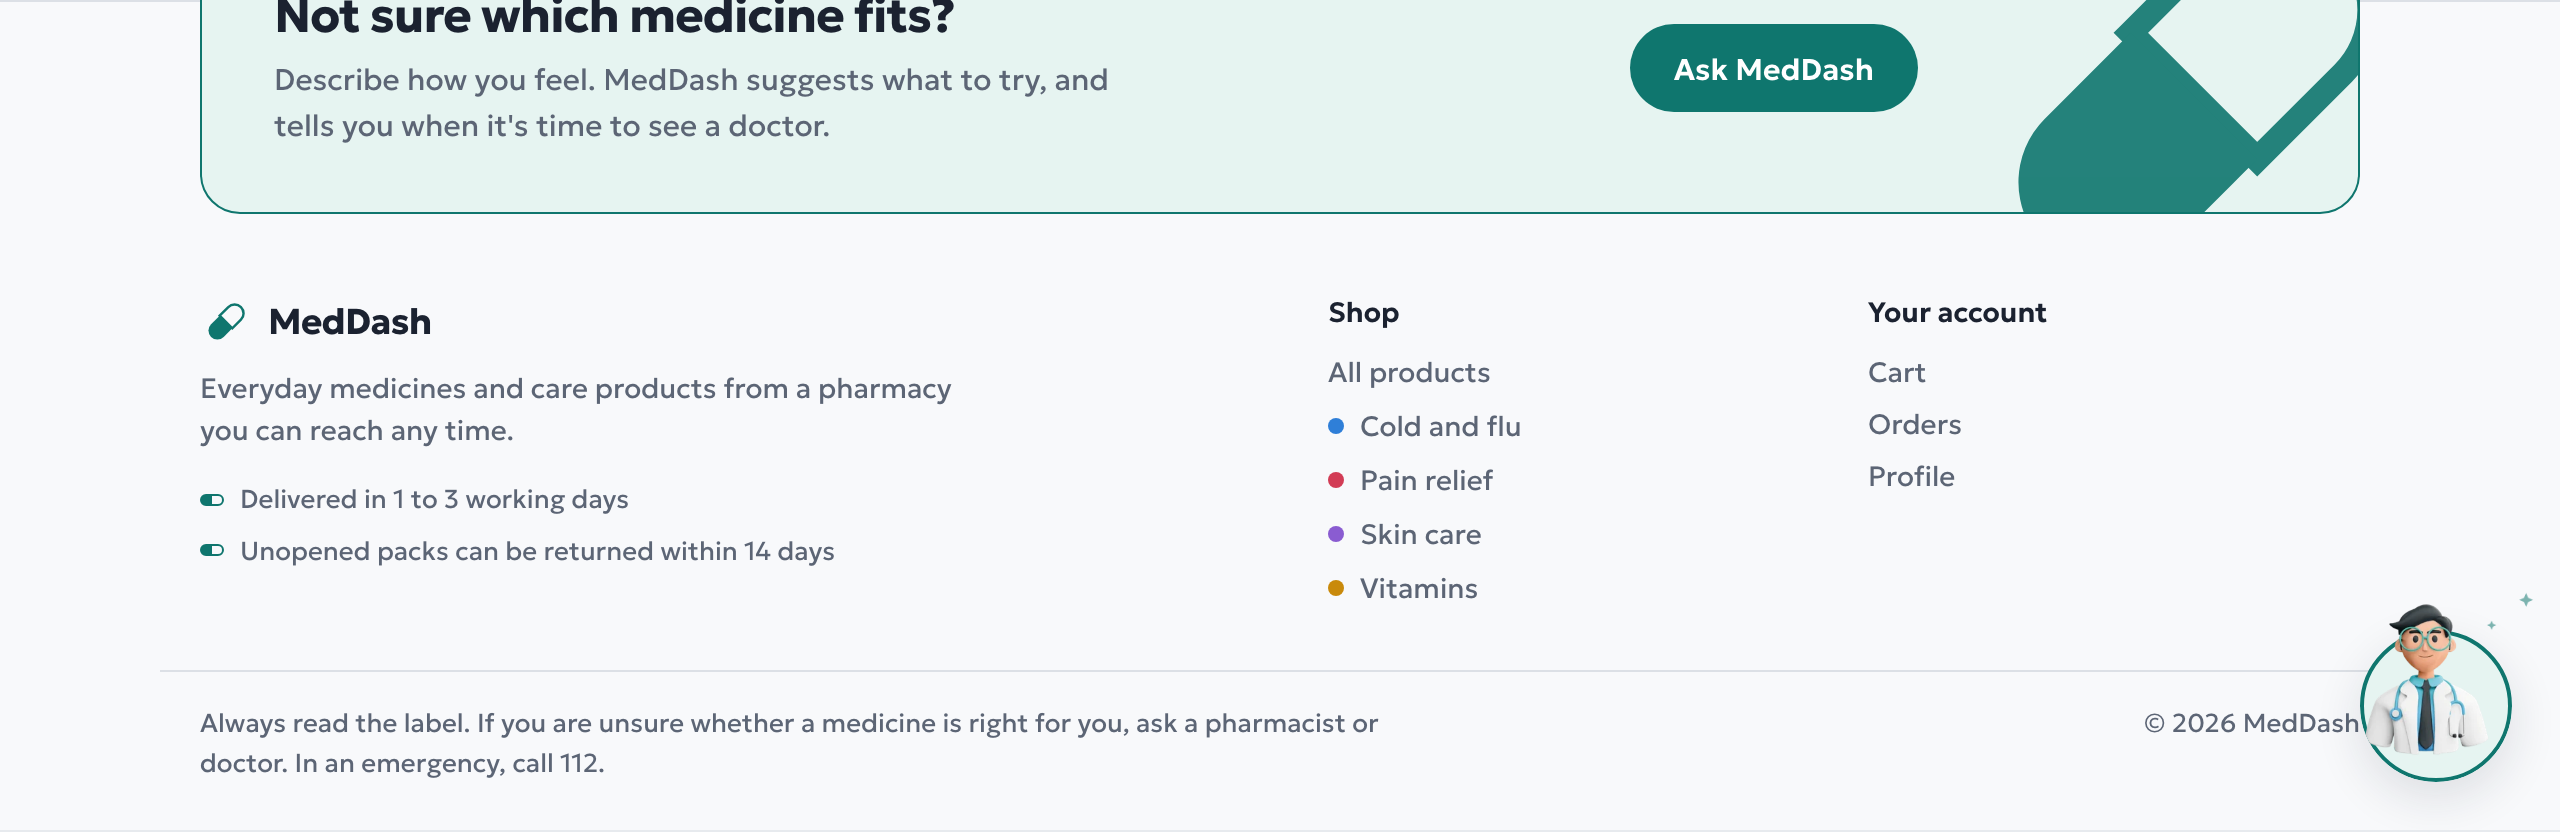 Not sure which medicine fits?
Describe how you feel. MedDash suggests what to try, and
tells you when it's time to see a doctor.
Ask MedDash
MedDash
Everyday medicines and care products from a pharmacy
you can reach any time.
Delivered in 1 to 3 working days
Unopened packs can be returned within 14 days
Shop
All products
Cold and flu
Pain relief
Skin care
Vitamins
Your account
Cart
Orders
Profile
Always read the label. If you are unsure whether a medicine is right for you, ask a pharmacist or
doctor. In an emergency, call 112.
© 2026 MedDash